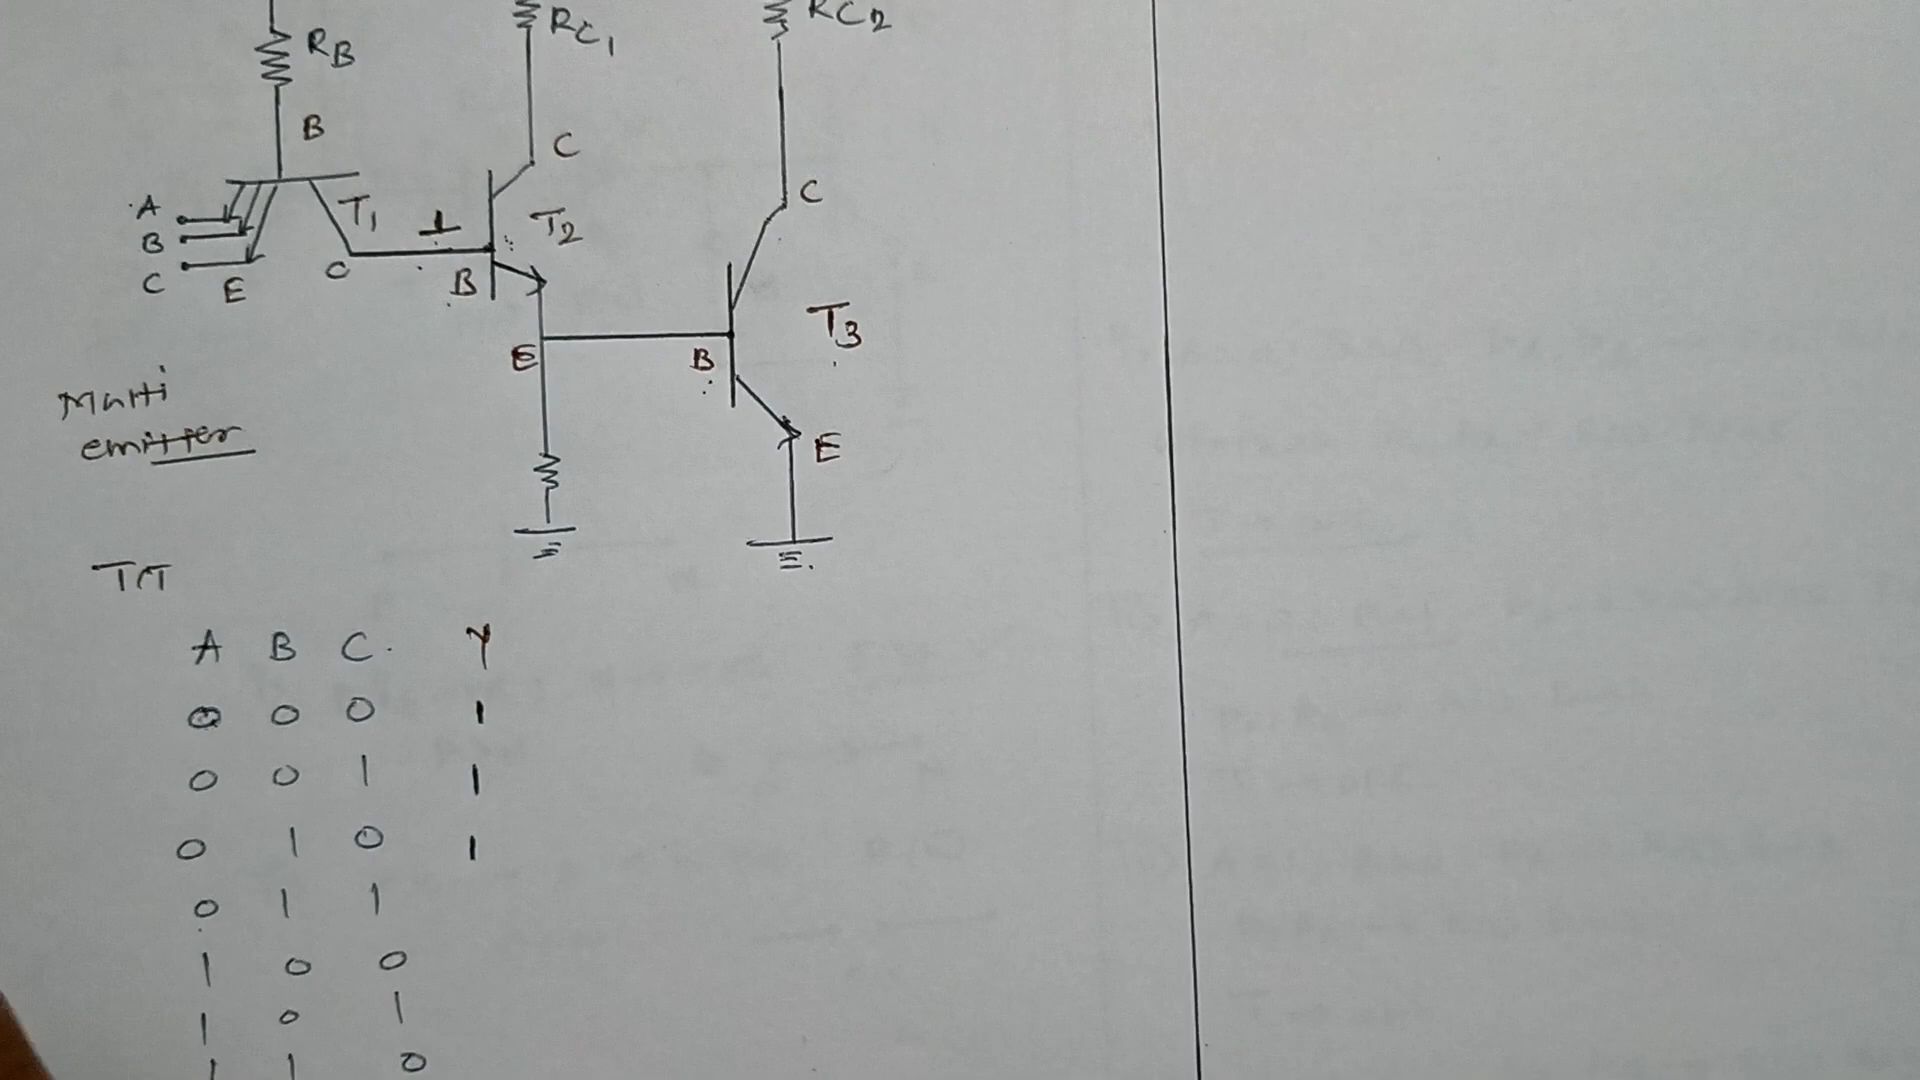 RB
RC1
RC2
B
C
C
A
T1
1
T2
B
C
E
C
B
T3
E
B
Multi
emitter
E
TT
A B C Y
0 0 0 1
0 0 1 1
0 1 0 1
0 1 1
1 0 0
1 0 1
1 1 0